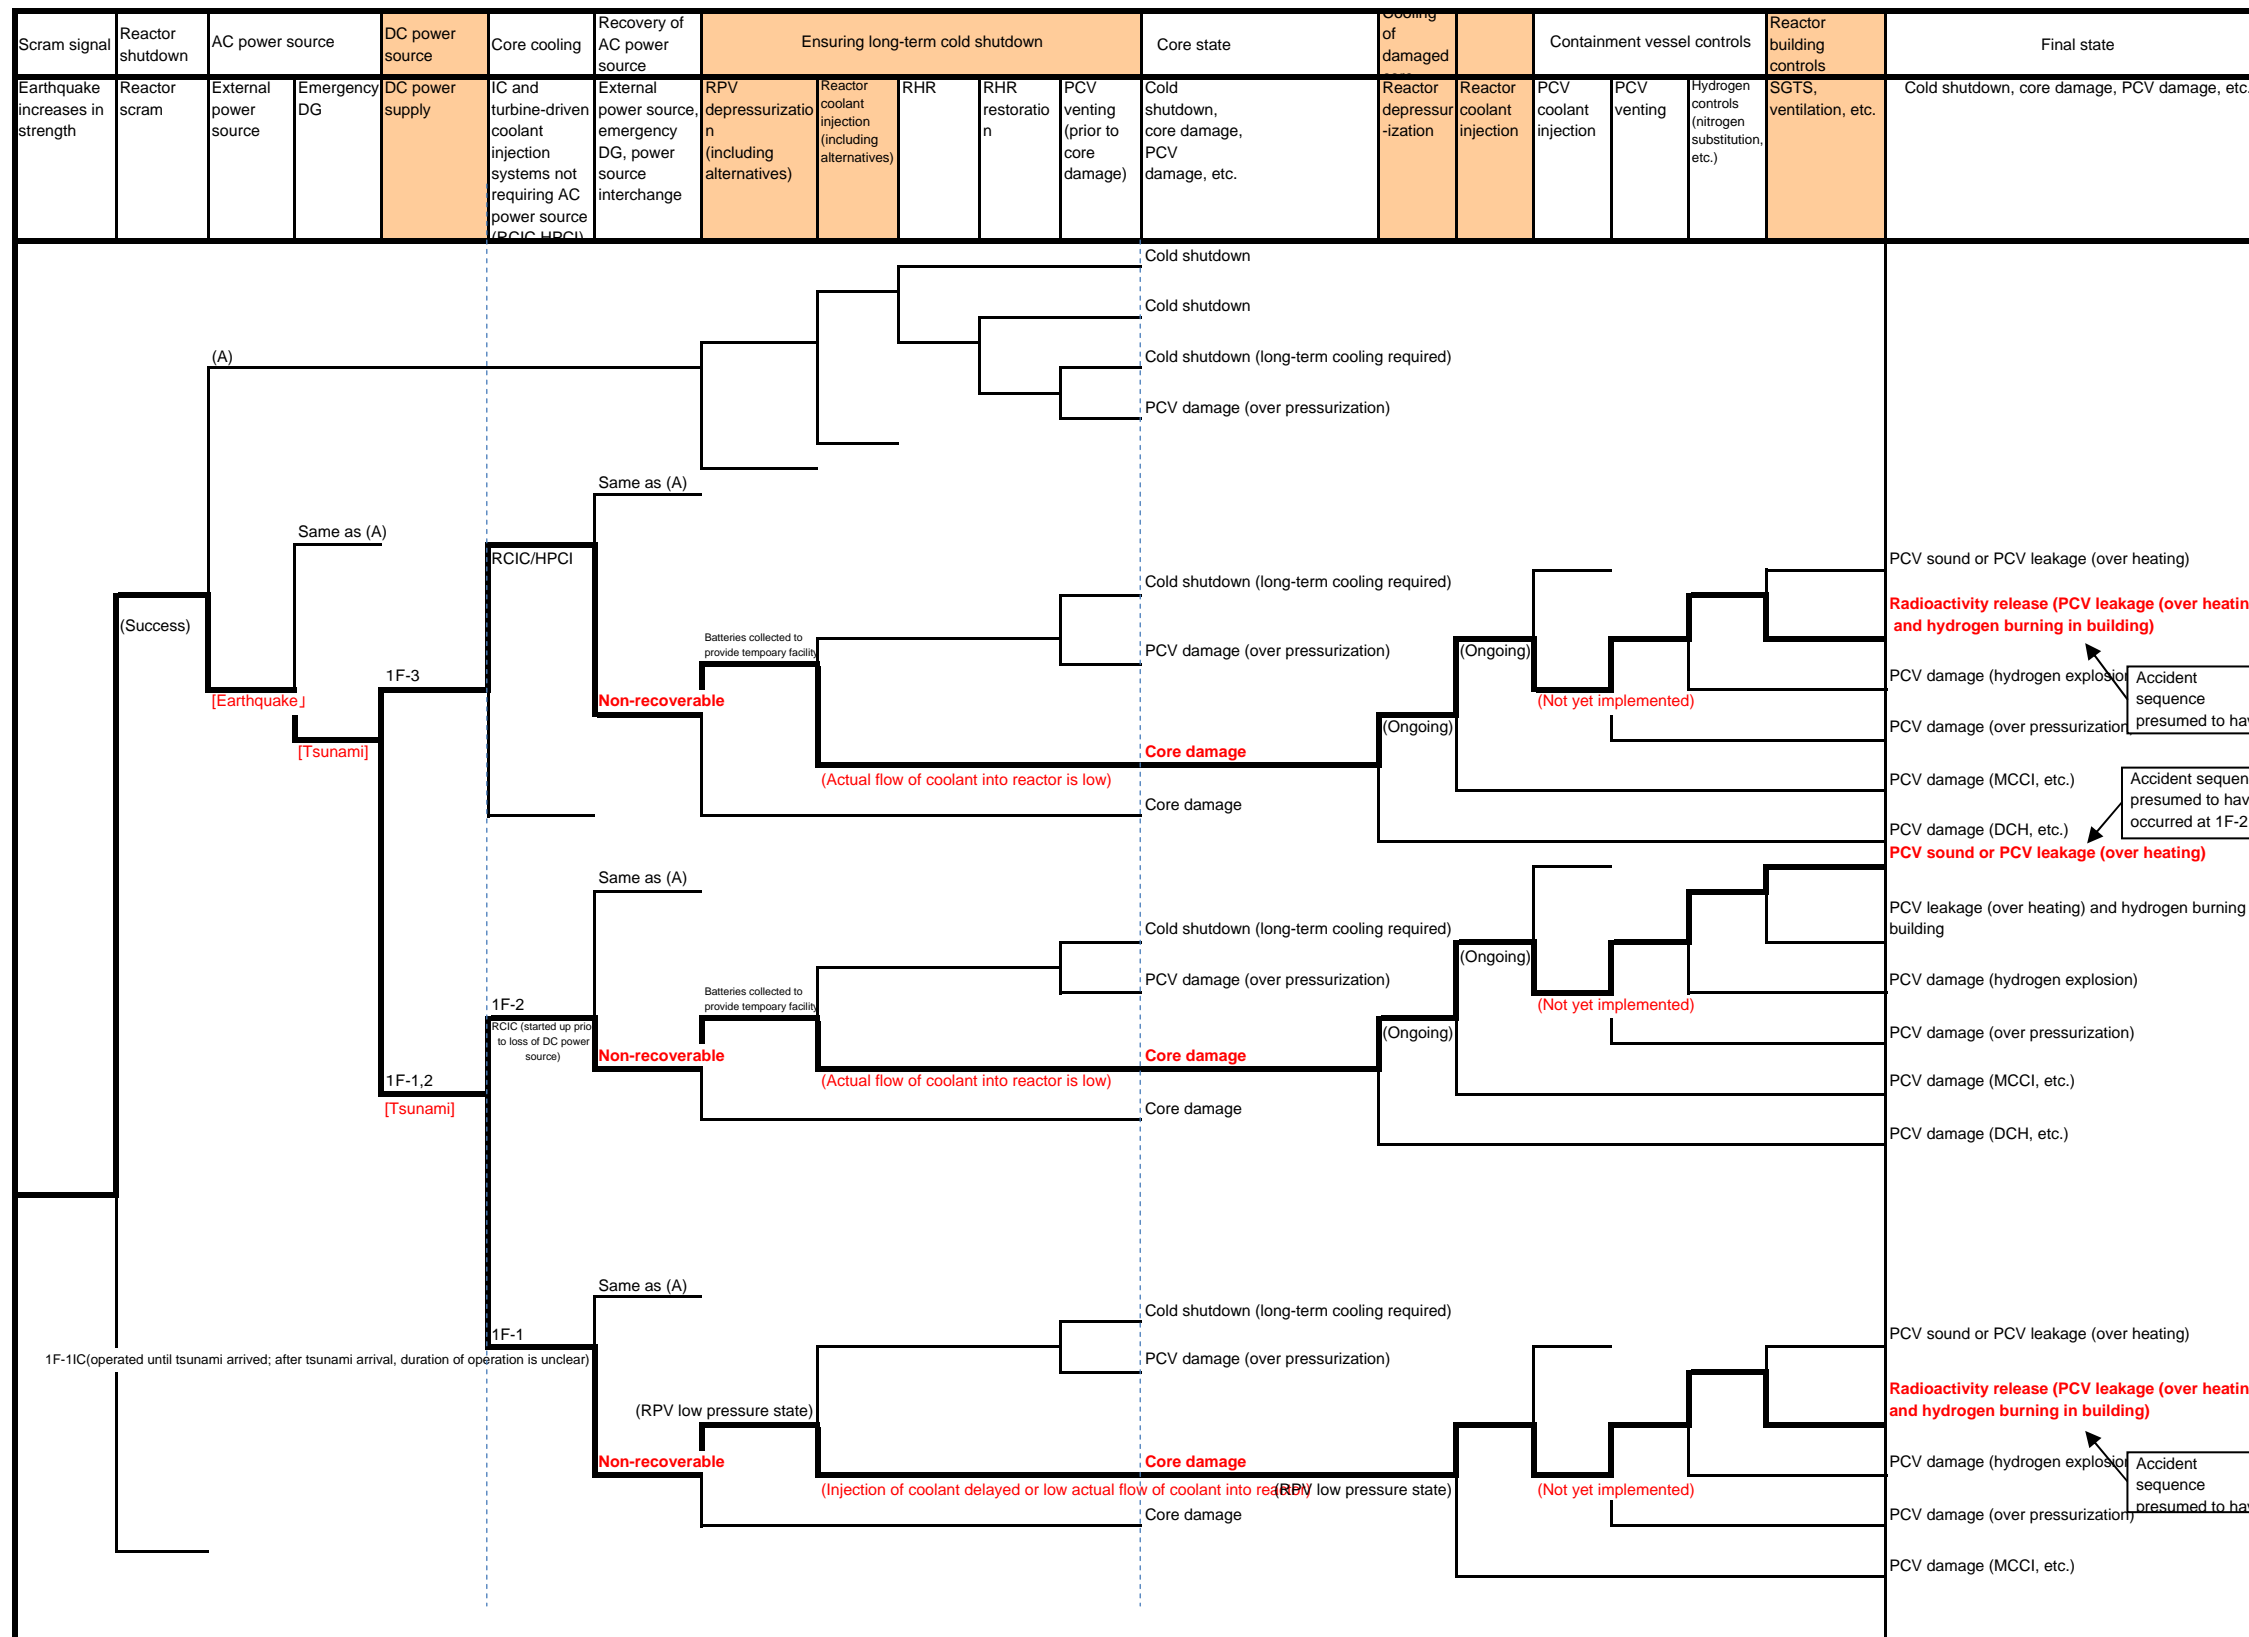 Scram signal
Reactor
shutdown
AC power source
DC power
source
Core cooling
Recovery of
AC power
source
Ensuring long-term cold shutdown
Core state
of
damaged
Containment vessel controls
Reactor
building
controls
Final state
Earthquake
increases in
strength
Reactor
scram
External
power
source
Emergency
DG
DC power
supply
IC and
turbine-driven
coolant
injection
systems not
requiring AC
power source
(RCIC HPCI)
External
power source,
emergency
DG, power
source
interchange
RPV
depressurizatio
n
(including
alternatives)
Reactor
coolant
injection
(including
alternatives)
RHR
RHR
restoratio
n
PCV
venting
(prior to
core
damage)
Cold
shutdown,
core damage,
PCV
damage, etc.
Reactor
depressur
-ization
Reactor
coolant
injection
PCV
coolant
injection
PCV
venting
Hydrogen
controls
(nitrogen
substitution,
etc.)
SGTS,
ventilation, etc.
Cold shutdown, core damage, PCV damage, etc.
Cold shutdown
Cold shutdown
(A)
Cold shutdown (long-term cooling required)
PCV damage (over pressurization)
Same as (A)
Same as (A)
RCIC/HPCI
PCV sound or PCV leakage (over heating)
Cold shutdown (long-term cooling required)
Radioactivity release (PCV leakage (over heatin
and hydrogen burning in building)
(Success)
Batteries collected to
provide tempoary facility
PCV damage (over pressurization)
(Ongoing)
1F-3
PCV damage (hydrogen explosion
Accident
sequence
presumed to hav
[Earthquake」
Non-recoverable
(Not yet implemented)
(Ongoing)
PCV damage (over pressurization
[Tsunami]
Core damage
(Actual flow of coolant into reactor is low)
PCV damage (MCCI, etc.)
Accident sequen
presumed to hav
occurred at 1F-2
Core damage
PCV damage (DCH, etc.)
PCV sound or PCV leakage (over heating)
Same as (A)
PCV leakage (over heating) and hydrogen burning
building
Cold shutdown (long-term cooling required)
(Ongoing)
PCV damage (over pressurization)
PCV damage (hydrogen explosion)
Batteries collected to
provide tempoary facility
1F-2
(Not yet implemented)
RCIC (started up prio
to loss of DC power
source)
(Ongoing)
PCV damage (over pressurization)
Non-recoverable
Core damage
1F-1,2
(Actual flow of coolant into reactor is low)
PCV damage (MCCI, etc.)
[Tsunami]
Core damage
PCV damage (DCH, etc.)
Same as (A)
Cold shutdown (long-term cooling required)
1F-1
PCV sound or PCV leakage (over heating)
1F-1IC(operated until tsunami arrived; after tsunami arrival, duration of operation is unclear)
PCV damage (over pressurization)
Radioactivity release (PCV leakage (over heatin
and hydrogen burning in building)
(RPV low pressure state)
Non-recoverable
Core damage
PCV damage (hydrogen explosion
Accident
sequence
presumed to hav
(Injection of coolant delayed or low actual flow of coolant into reactor)
(RPV low pressure state)
(Not yet implemented)
Core damage
PCV damage (over pressurization)
PCV damage (MCCI, etc.)